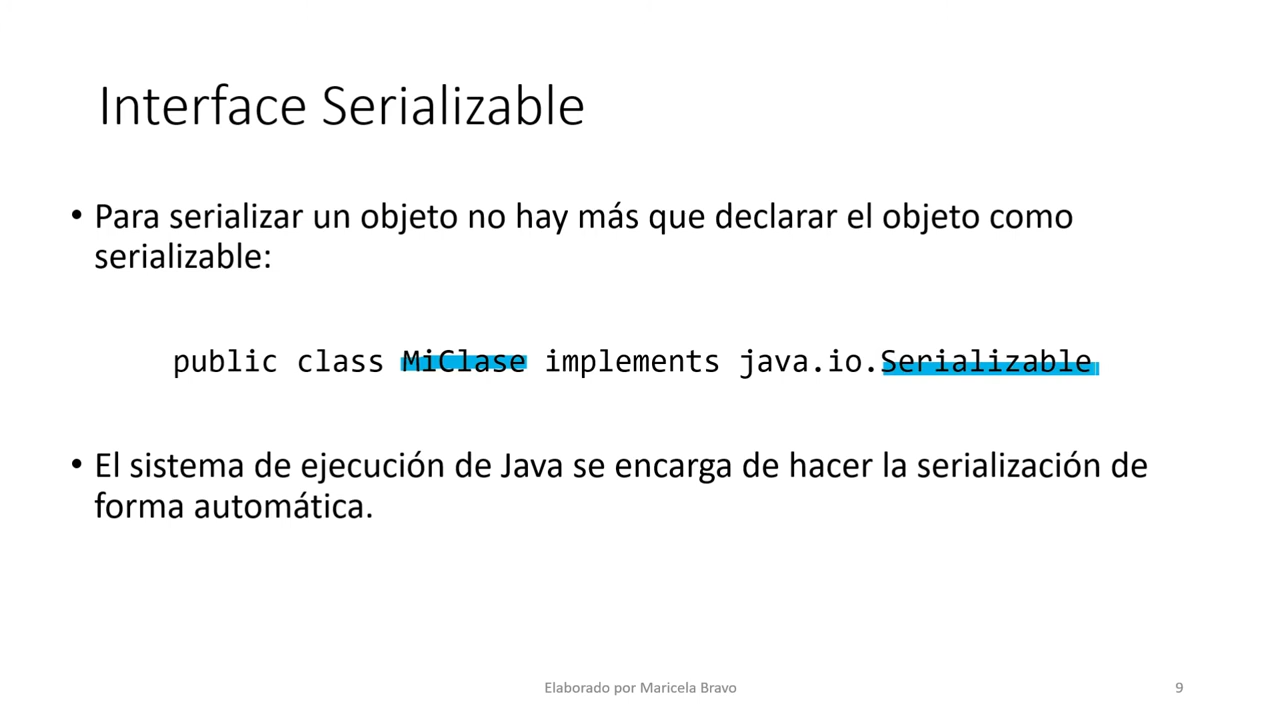 Interface Serializable
• Para serializar un objeto no hay más que declarar el objeto como
serializable:
public class MiClase implements java.io.Serializable
• El sistema de ejecución de Java se encarga de hacer la serialización de
forma automática.
Elaborado por Maricela Bravo
9